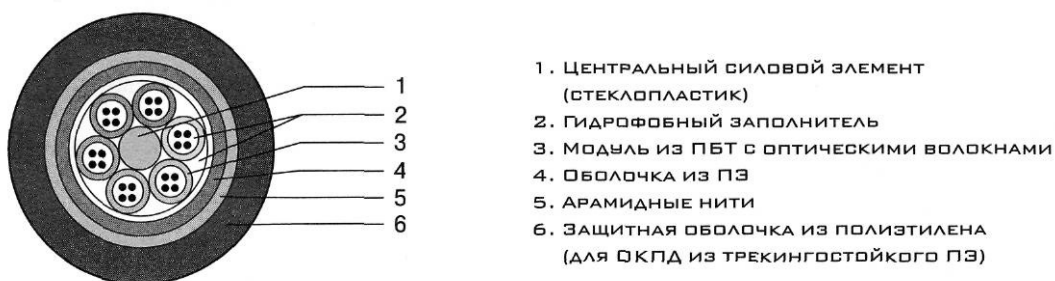 1
2
3
4
5
6
1. Центральный силовой элемент
(стеклопластик)
2. Гидрофобный заполнитель
3. Модуль из ПБТ с оптическими волокнами
4. Оболочка из ПЭ
5. Арамидные нити
6. Защитная оболочка из полиэтилена
(для ОКПД из трекингостойкого ПЭ)